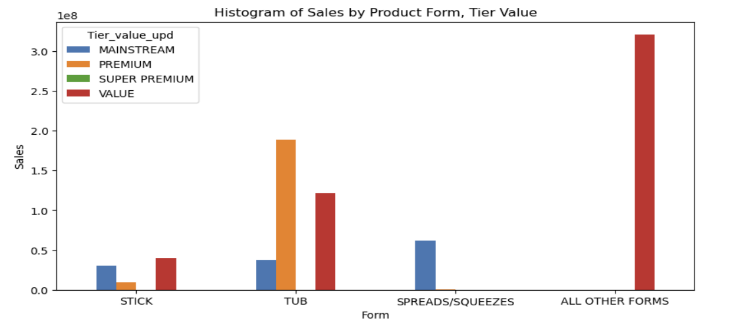 Histogram of Sales by Product Form, Tier Value
1e8
Tier_value_upd
MAINSTREAM
PREMIUM
SUPER PREMIUM
VALUE
3.0
2.5
2.0
1.5
1.0
0.5
0.0
Sales
STICK TUB SPREADS/SQUEEZES ALL OTHER FORMS
Form